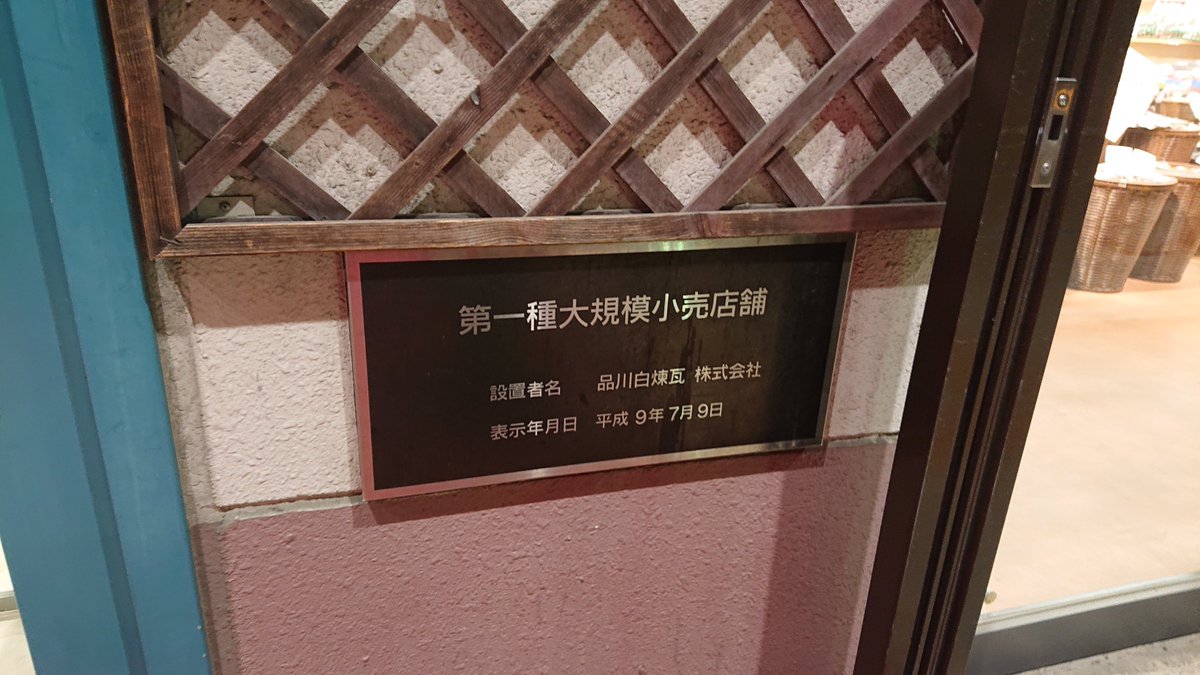 第一種大規模小売店舗
設置者名 品川白煉瓦 株式会社
表示年月日 平成 9年 7月 9日